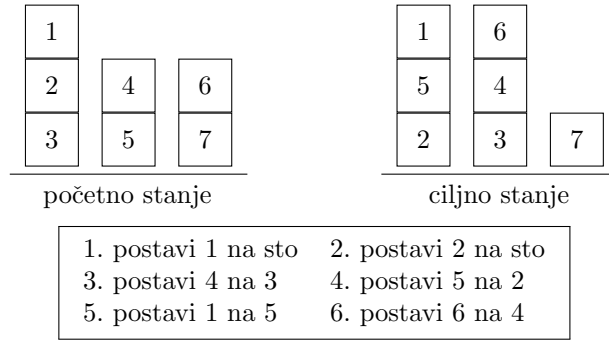 1 1 6
2 4 6 5 4
3 5 7 2 3 7
početno stanje ciljno stanje
1. postavi 1 na sto 2. postavi 2 na sto
3. postavi 4 na 3 4. postavi 5 na 2
5. postavi 1 na 5 6. postavi 6 na 4